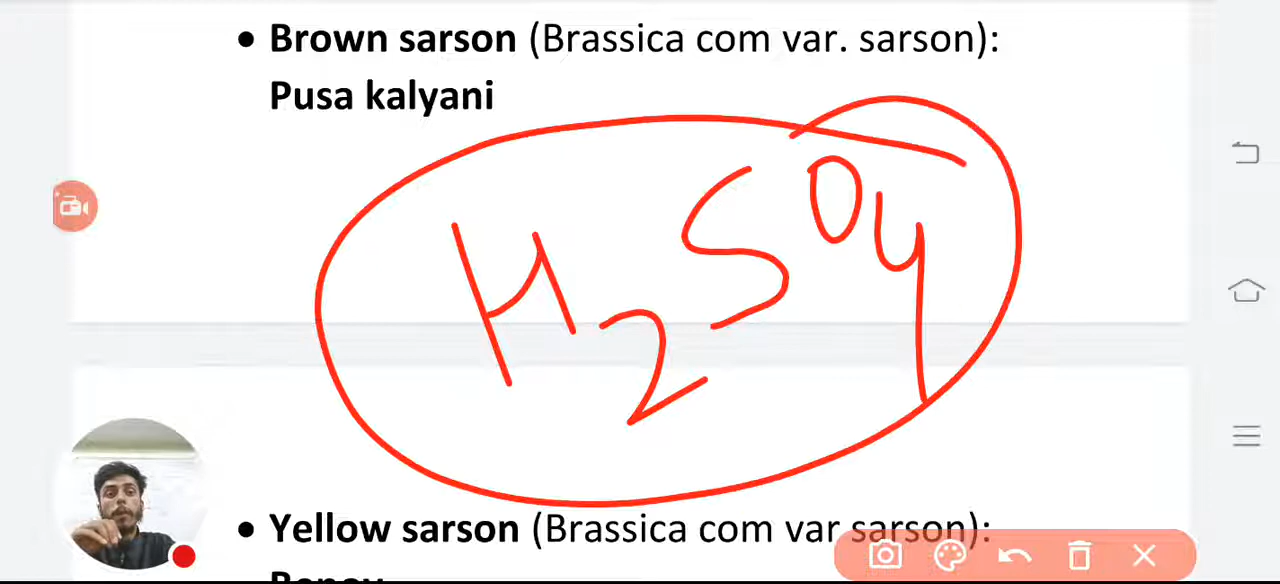 • Brown sarson (Brassica com var. sarson):
Pusa kalyani
H2SO4
• Yellow sarson (Brassica com var sarson):